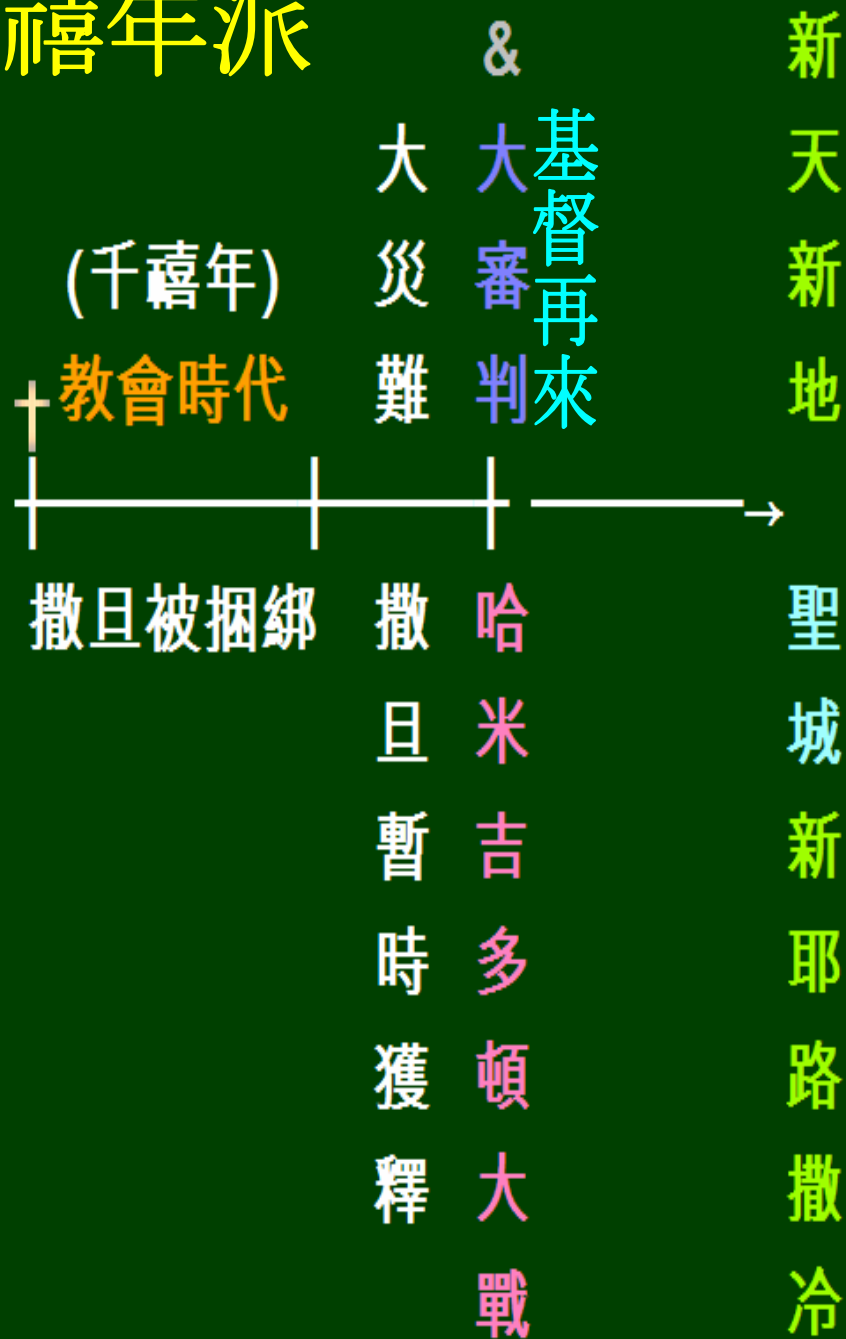 禧年派
&
大災難
大審判
基督再來
新天新地
(千禧年)
教會時代
撒旦被捆綁
撒旦暫時獲釋
哈米吉多頓大戰
聖城新耶路撒冷